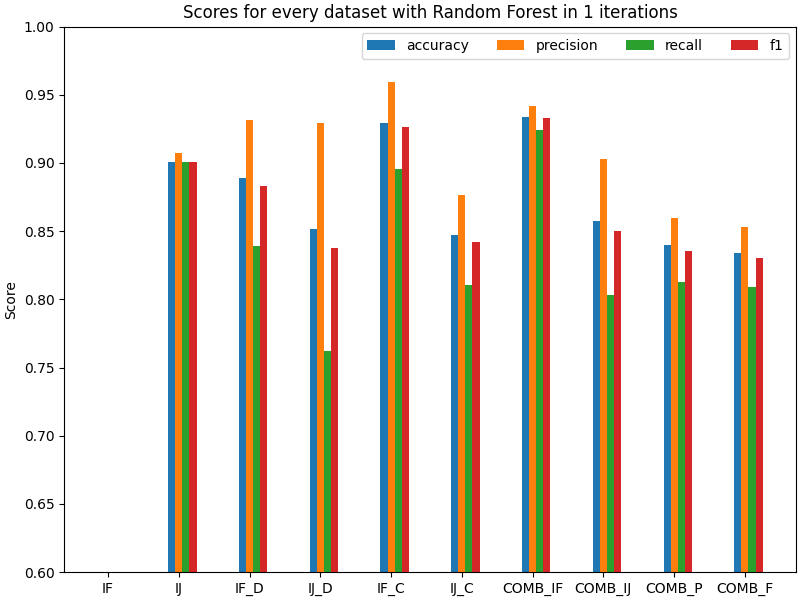 Scores for every dataset with Random Forest in 1 iterations
accuracy precision recall f1
1.00
0.95
0.90
0.85
0.80
0.75
0.70
0.65
0.60
Score
IF IJ IF_D IJ_D IF_C IJ_C COMB_IF COMB_IJ COMB_P COMB_F